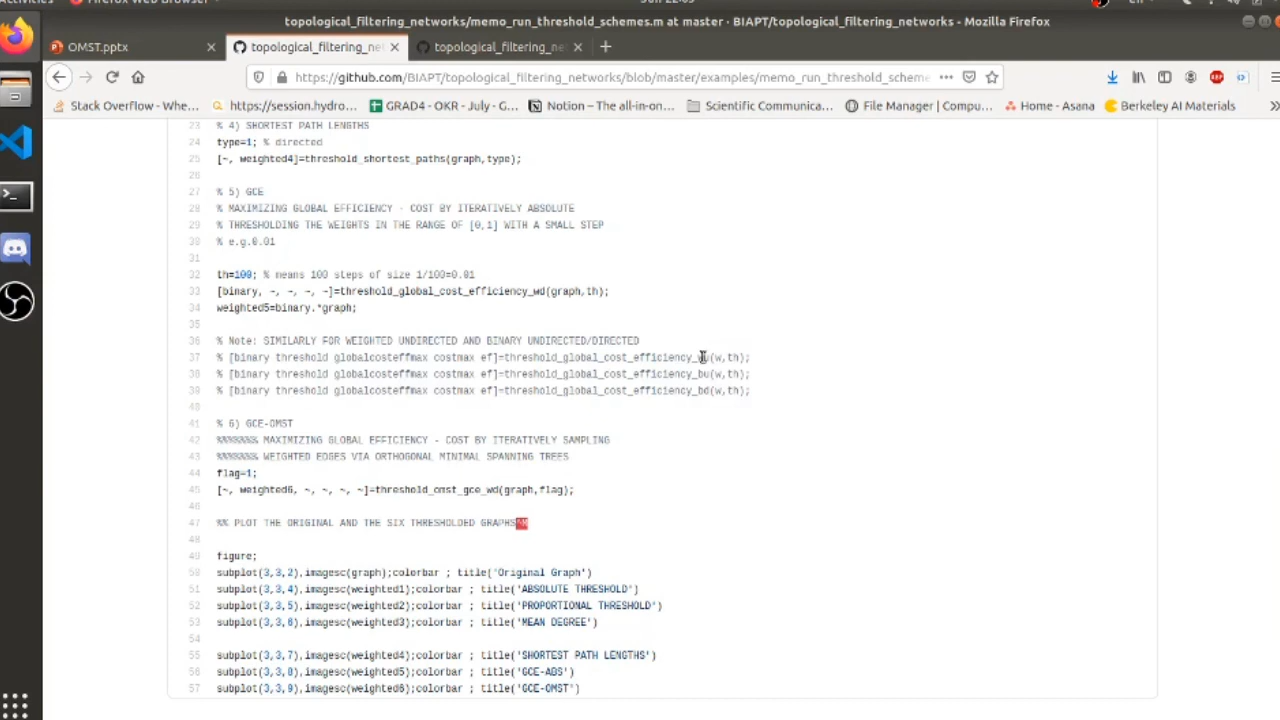 topological_filtering_networks/memo_run_threshold_schemes.m at master · BIAPT/topological_filtering_networks - Mozilla Firefox
OMST.pptx
topological_filtering_ne
topological_filtering_ne
https://github.com/BIAPT/topological_filtering_networks/blob/master/examples/memo_run_threshold_scheme
Stack Overflow - Whe...
https://session.hydro...
GRAD4 - OKR - July - G...
Notion – The all-in-on...
Scientific Communica...
File Manager | Compu...
Home - Asana
Berkeley AI Materials
23 % 4) SHORTEST PATH LENGTHS
24 type=1; % directed
25 [~, weighted4]=threshold_shortest_paths(graph,type);
26
27 % 5) GCE
28 % MAXIMIZING GLOBAL EFFICIENCY - COST BY ITERATIVELY ABSOLUTE
29 % THRESHOLDING THE WEIGHTS IN THE RANGE OF [0,1] WITH A SMALL STEP
30 % e.g.0.01
31
32 th=100; % means 100 steps of size 1/100=0.01
33 [binary, ~, ~, ~, ~]=threshold_global_cost_efficiency_wd(graph,th);
34 weighted5=binary.*graph;
35
36 % Note: SIMILARLY FOR WEIGHTED UNDIRECTED AND BINARY UNDIRECTED/DIRECTED
37 % [binary threshold globalcosteffmax costmax ef]=threshold_global_cost_efficiency_wu(w,th);
38 % [binary threshold globalcosteffmax costmax ef]=threshold_global_cost_efficiency_bu(w,th);
39 % [binary threshold globalcosteffmax costmax ef]=threshold_global_cost_efficiency_bd(w,th);
40
41 % 6) GCE-OMST
42 %%%%%%% MAXIMIZING GLOBAL EFFICIENCY - COST BY ITERATIVELY SAMPLING
43 %%%%%%% WEIGHTED EDGES VIA ORTHOGONAL MINIMAL SPANNING TREES
44 flag=1;
45 [~, weighted6, ~, ~, ~, ~]=threshold_omst_gce_wd(graph,flag);
46
47 %% PLOT THE ORIGINAL AND THE SIX THRESHOLDED GRAPHS^M
48
49 figure;
50 subplot(3,3,2),imagesc(graph);colorbar ; title('Original Graph')
51 subplot(3,3,4),imagesc(weighted1);colorbar ; title('ABSOLUTE THRESHOLD')
52 subplot(3,3,5),imagesc(weighted2);colorbar ; title('PROPORTIONAL THRESHOLD')
53 subplot(3,3,6),imagesc(weighted3);colorbar ; title('MEAN DEGREE')
54
55 subplot(3,3,7),imagesc(weighted4);colorbar ; title('SHORTEST PATH LENGTHS')
56 subplot(3,3,8),imagesc(weighted5);colorbar ; title('GCE-ABS')
57 subplot(3,3,9),imagesc(weighted6);colorbar ; title('GCE-OMST')